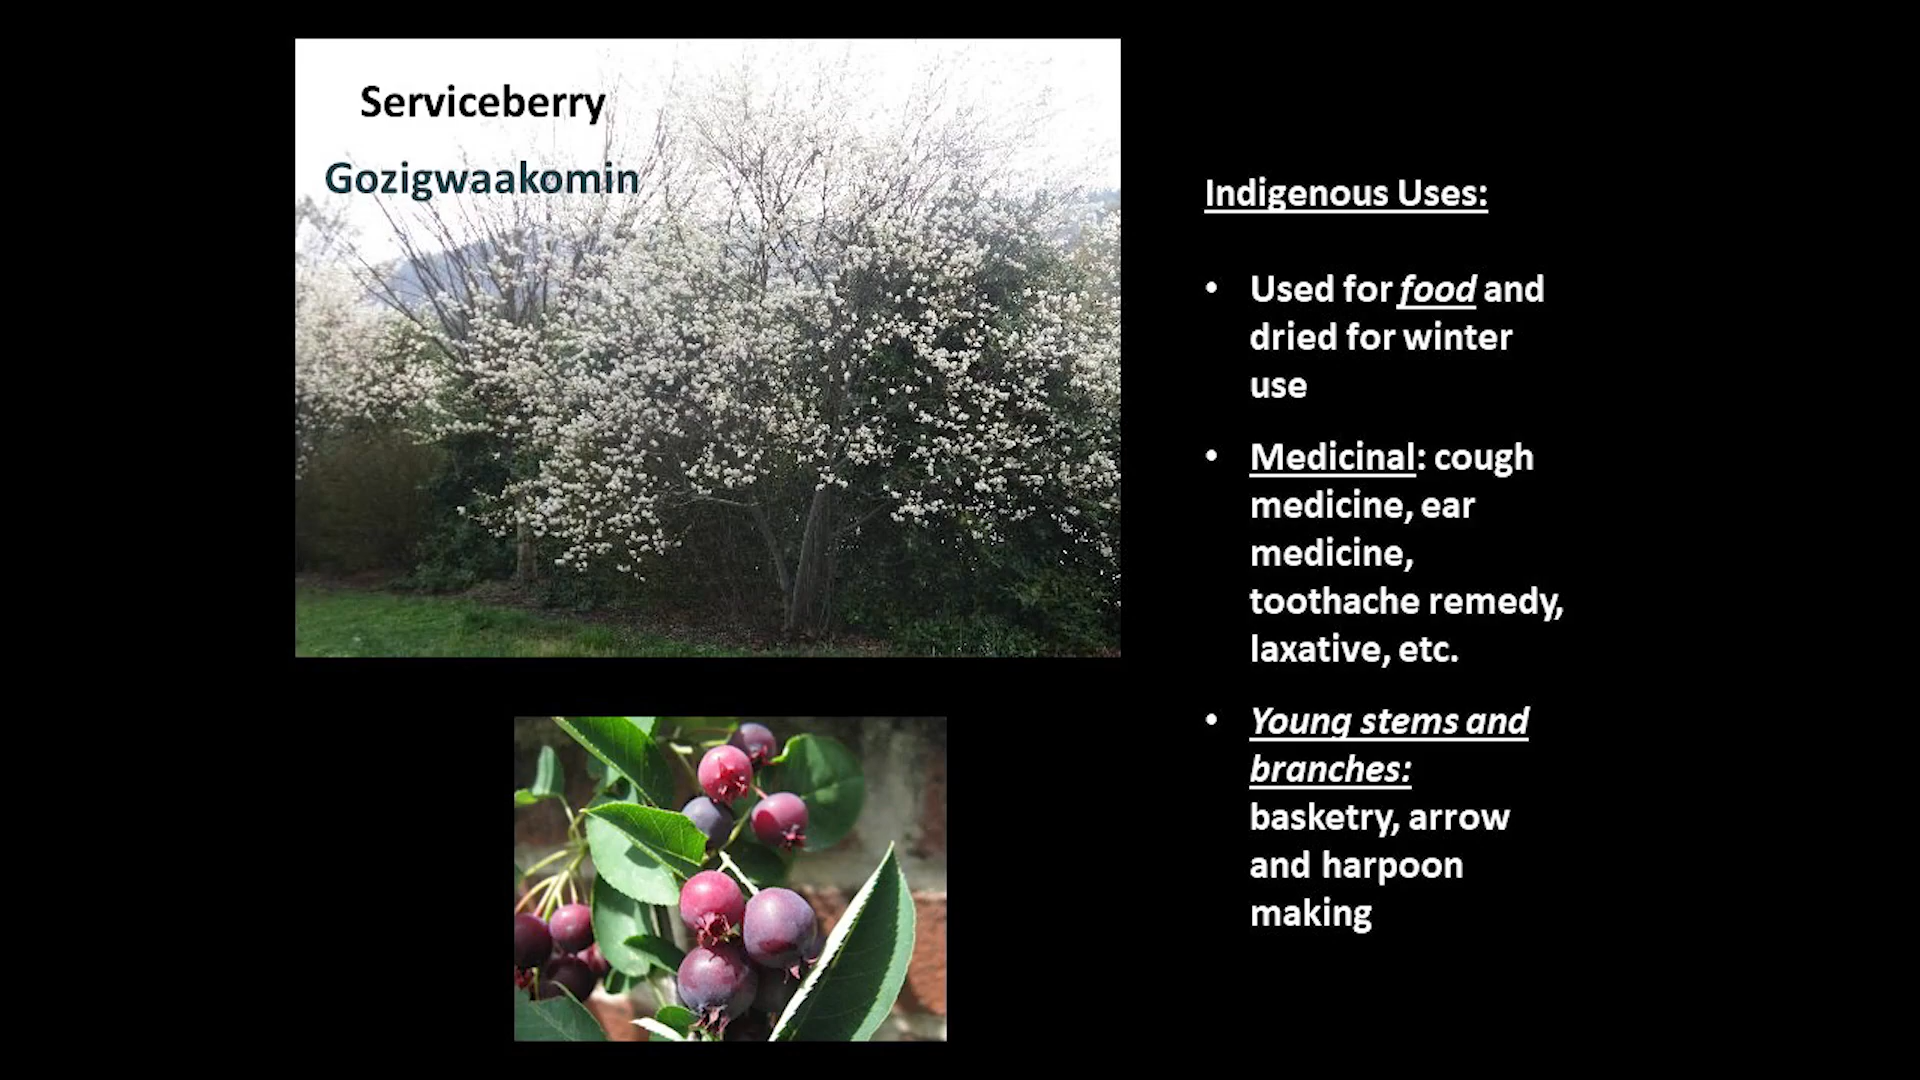 Serviceberry
Gozigwaakomin
Indigenous Uses:
• Used for food and
dried for winter
use
• Medicinal: cough
medicine, ear
medicine,
toothache remedy,
laxative, etc.
• Young stems and
branches:
basketry, arrow
and harpoon
making